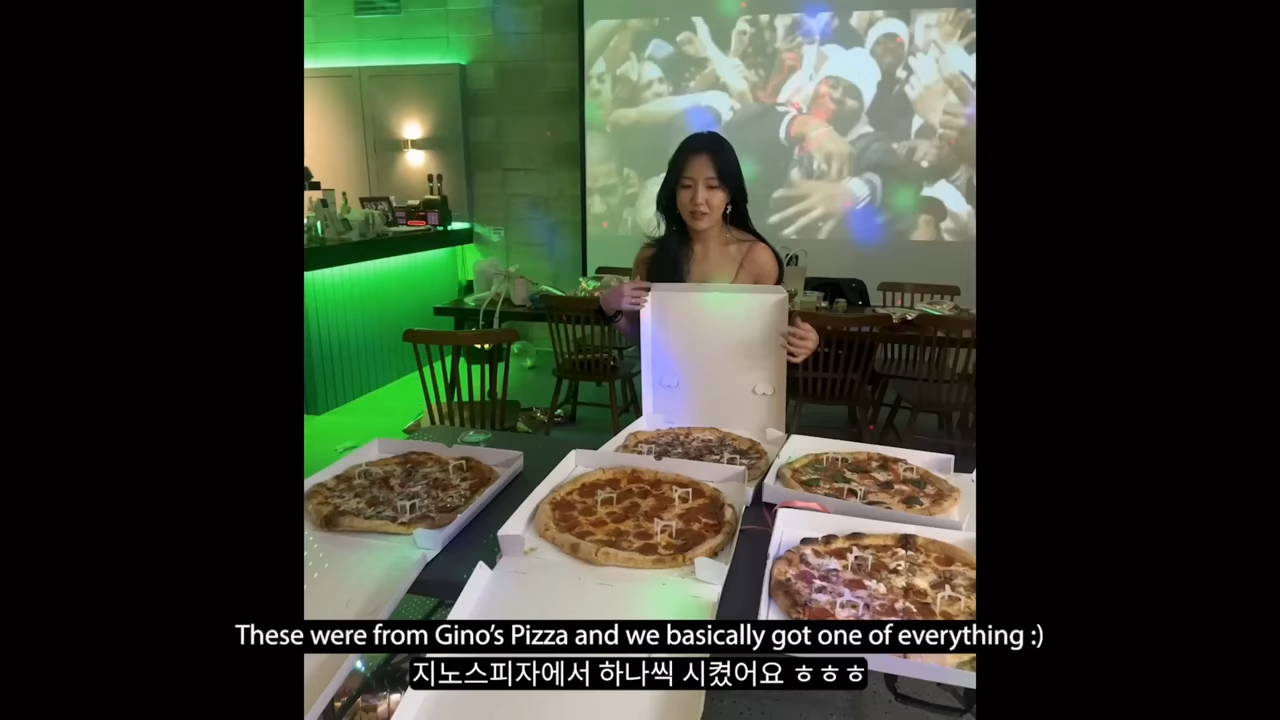 These were from Gino's Pizza and we basically got one of everything :)
지노스피자에서 하나씩 시켰어요 ㅎㅎㅎ